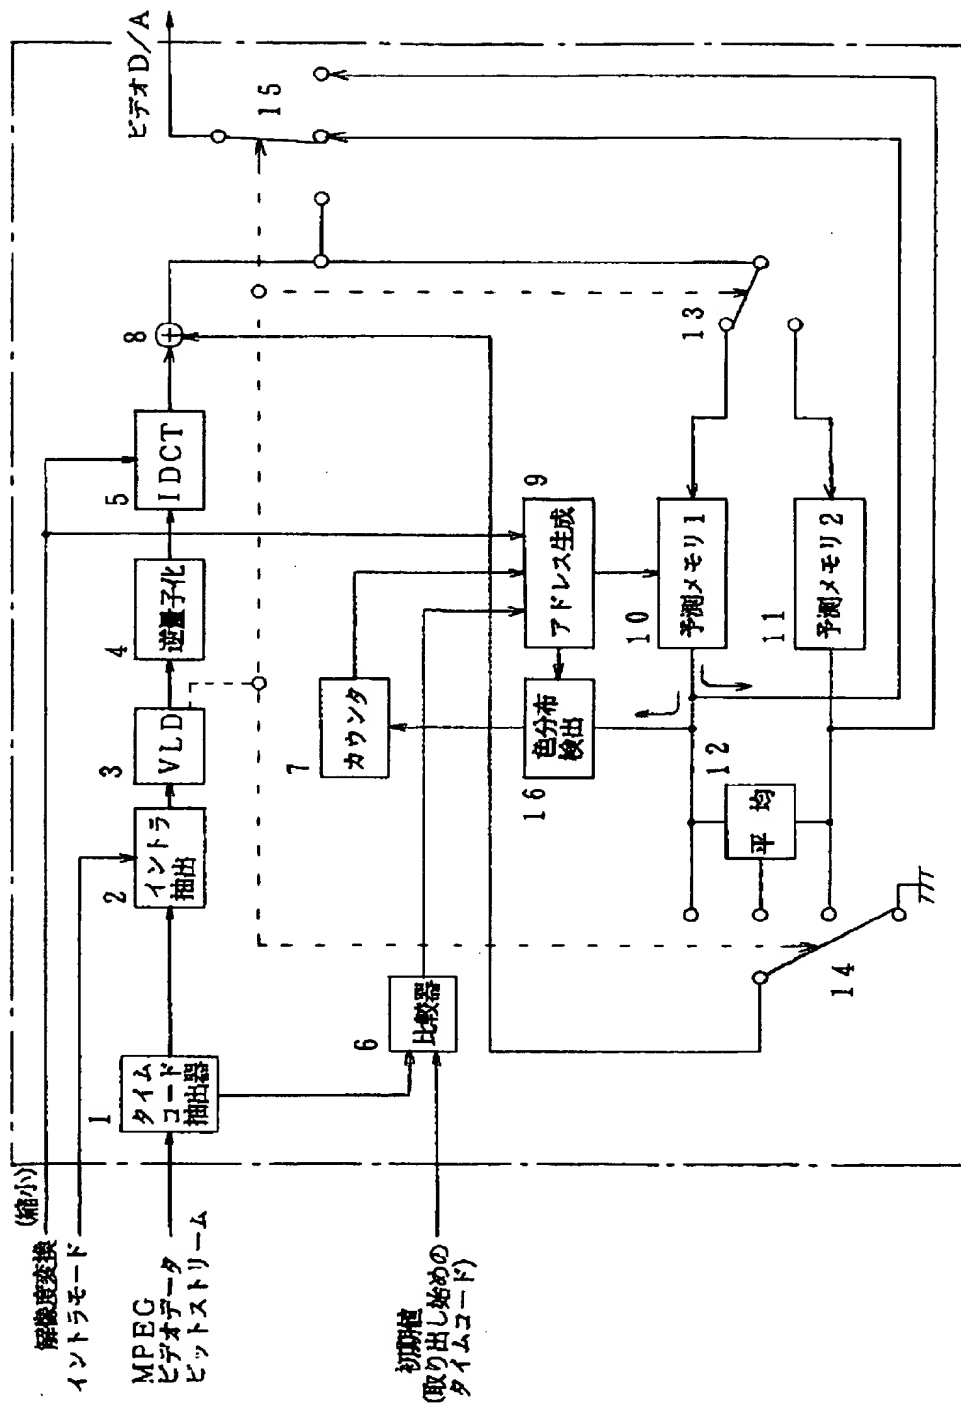 解像度変換(縮小)
イントラモード
MPEG
ビデオデータ
ビットストリーム
初期値
(取り出し始めの
タイムコード)
1
タイム
コード
抽出器
2
イントラ
抽出
3
VLD
4
逆量子化
5
IDCT
8
ビデオD/A
15
6
比較器
7
カウンタ
16
色分布
検出
9
アドレス生成
10
予測メモリ1
11
予測メモリ2
12
平均
13
14